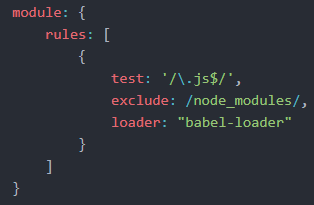 module: {
    rules: [
        {
            test: '/\.js$/',
            exclude: /node_modules/,
            loader: "babel-loader"
        }
    ]
}